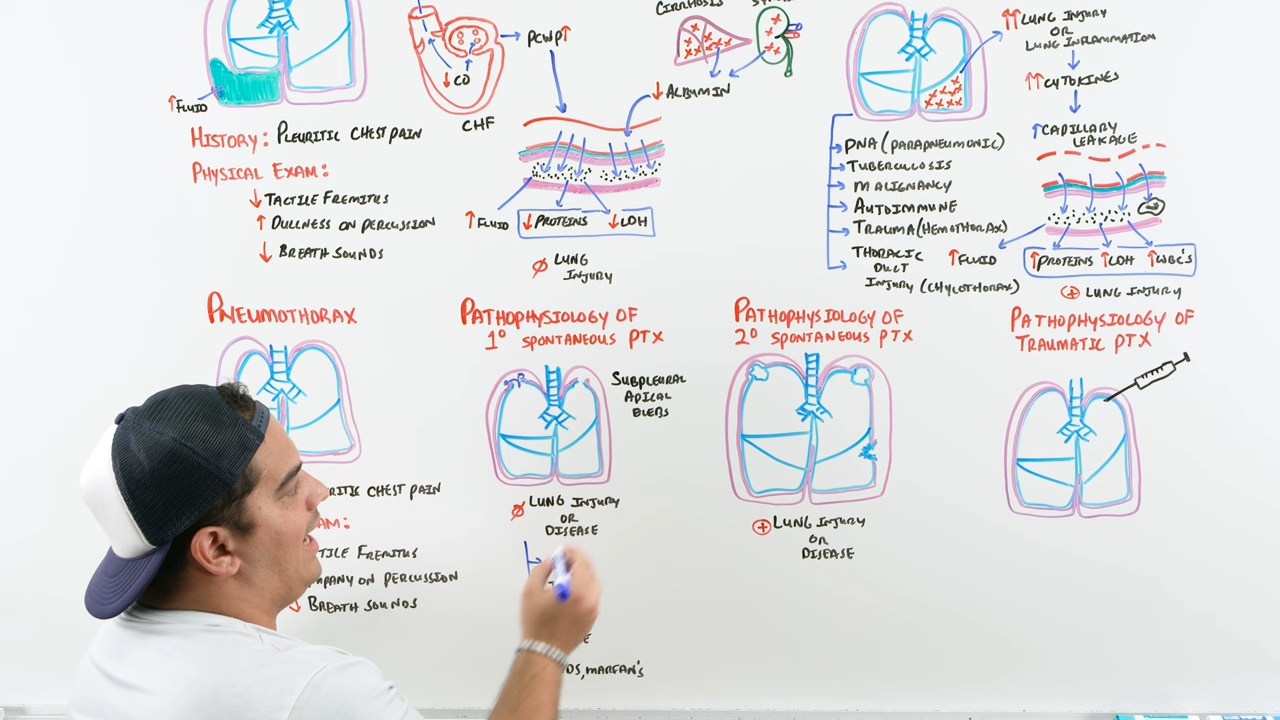 CIRRHOSIS
↑FLUID
HISTORY: PLEURITIC CHEST PAIN
PHYSICAL EXAM:
↓ TACTILE FREMITUS
↑ DULLNESS ON PERCUSSION
↓ BREATH SOUNDS
↓CO
CHF
PCWP↑
↓ ALBUMIN
↑FLUID
↓PROTEINS ↓LDH
Ø LUNG
INJURY
↑↑LUNG INJURY
OR
LUNG INFLAMMATION
↑↑CYTOKINES
↑CAPILLARY
LEAKAGE
PNA (PARAPNEUMONIC)
TUBERCULOSIS
MALIGNANCY
AUTOIMMUNE
TRAUMA (HEMOTHORAX)
THORACIC
DUCT
INJURY (CHYLOTHORAX)
↑FLUID
↑PROTEINS ↑LDH ↑WBC'S
⊕ LUNG INJURY
PNEUMOTHORAX
CHEST PAIN
FREMITUS
ON PERCUSSION
↓ BREATH SOUNDS
PATHOPHYSIOLOGY OF
1° SPONTANEOUS PTX
SUBPLEURAL
APICAL
BLEBS
Ø LUNG INJURY
OR
DISEASE
MARFAN'S
PATHOPHYSIOLOGY OF
2° SPONTANEOUS PTX
⊕ LUNG INJURY
OR
DISEASE
PATHOPHYSIOLOGY OF
TRAUMATIC PTX